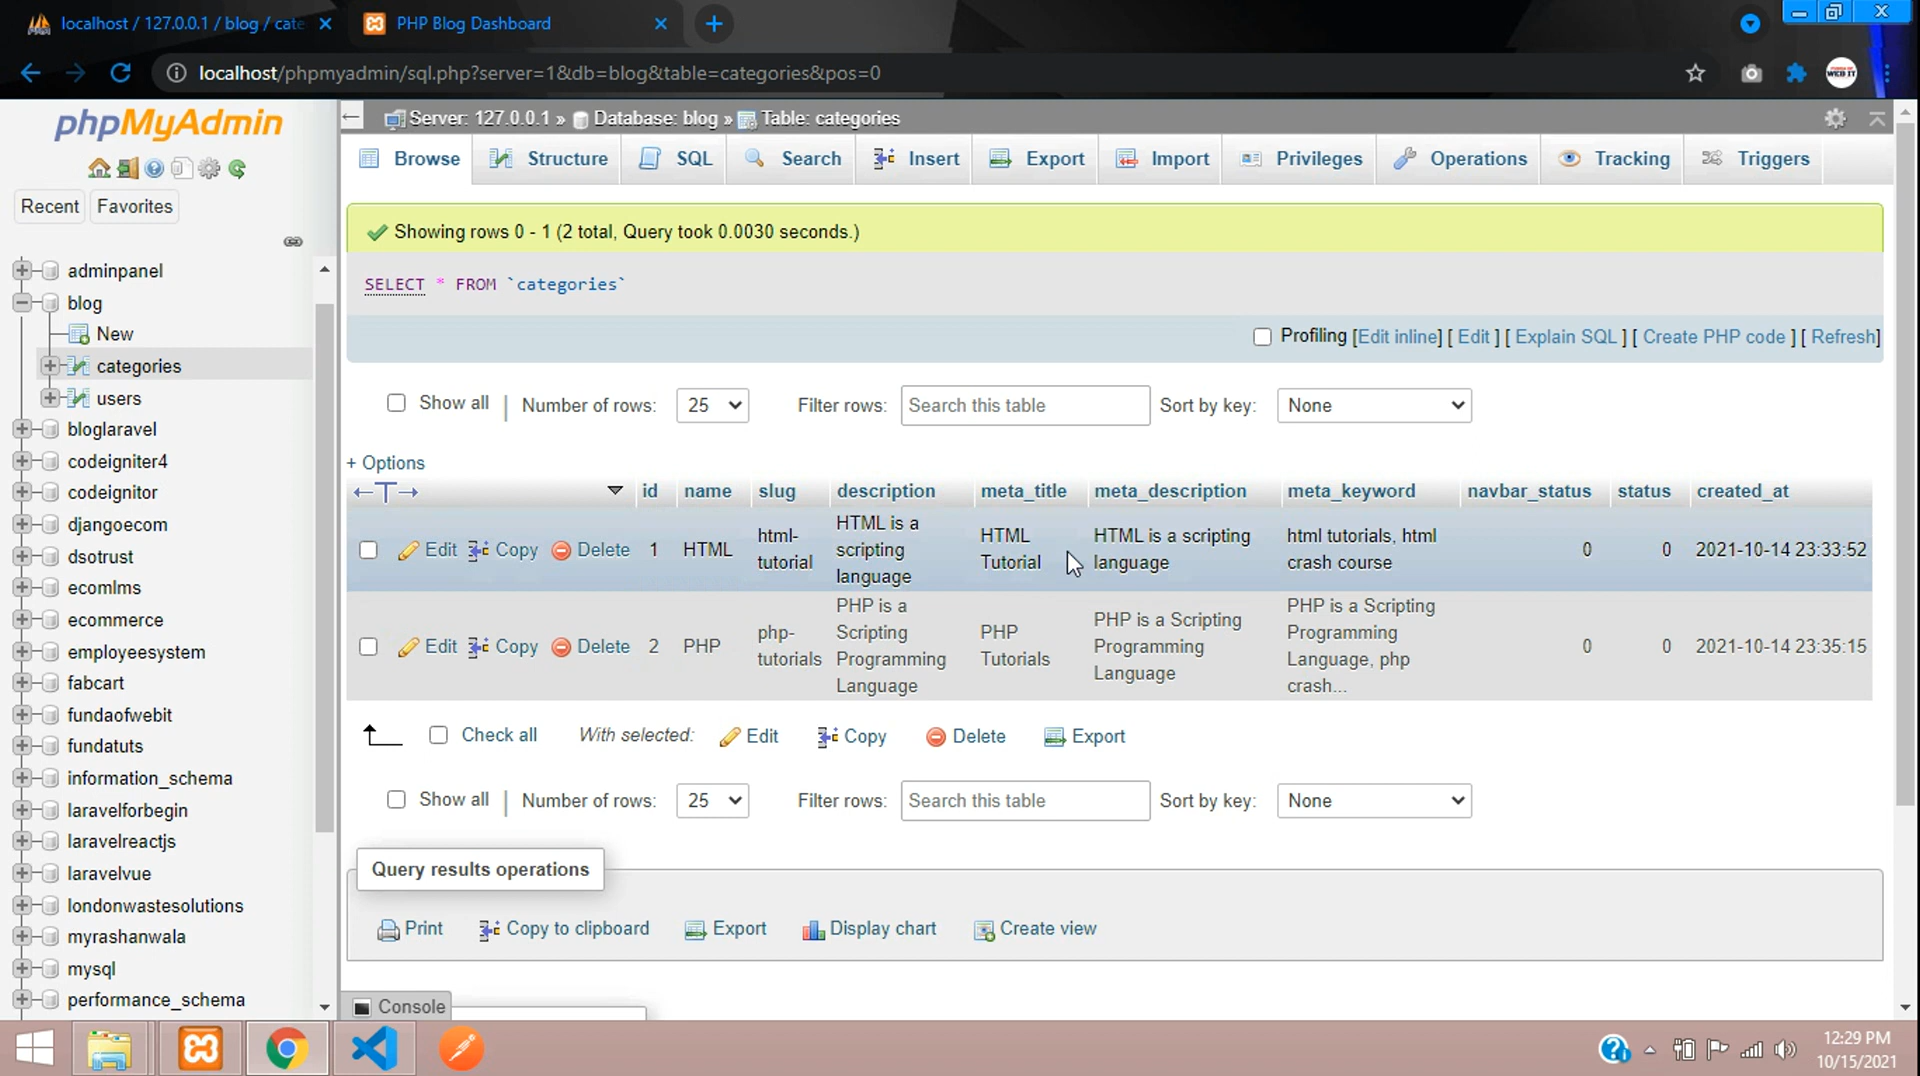 localhost / 127.0.0.1 / blog / cate
PHP Blog Dashboard
localhost/phpmyadmin/sql.php?server=1&db=blog&table=categories&pos=0
WEB IT
phpMyAdmin
Recent Favorites
adminpanel
blog
New
categories
users
bloglaravel
codeigniter4
codeignitor
djangoecom
dsotrust
ecomlms
ecommerce
employeesystem
fabcart
fundaofwebit
fundatuts
information_schema
laravelforbegin
laravelreactjs
laravelvue
londonwastesolutions
myrashanwala
mysql
performance_schema
Server: 127.0.0.1 » Database: blog » Table: categories
Browse Structure SQL Search Insert Export Import Privileges Operations Tracking Triggers
Showing rows 0 - 1 (2 total, Query took 0.0030 seconds.)
SELECT * FROM `categories`
Profiling [Edit inline] [ Edit ] [ Explain SQL ] [ Create PHP code ] [ Refresh]
Show all | Number of rows: 25 Filter rows: Search this table Sort by key: None
+ Options
←T→ id name slug description meta_title meta_description meta_keyword navbar_status status created_at
Edit Copy Delete 1 HTML html-tutorial HTML is a scripting language HTML Tutorial HTML is a scripting language html tutorials, html crash course 0 0 2021-10-14 23:33:52
Edit Copy Delete 2 PHP php-tutorials PHP is a Scripting Programming Language PHP Tutorials PHP is a Scripting Programming Language PHP is a Scripting Programming Language, php crash... 0 0 2021-10-14 23:35:15
Check all With selected: Edit Copy Delete Export
Show all | Number of rows: 25 Filter rows: Search this table Sort by key: None
Query results operations
Print Copy to clipboard Export Display chart Create view
Console
12:29 PM
10/15/2021